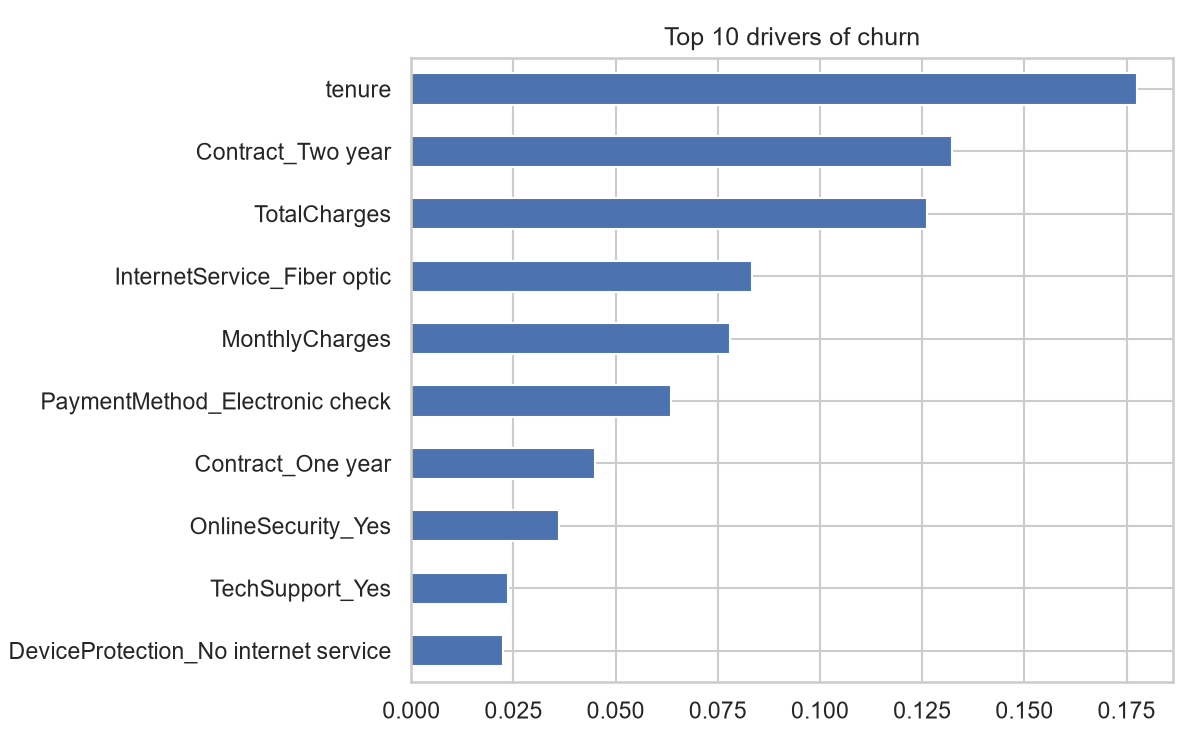 Top 10 drivers of churn
tenure
Contract_Two year
TotalCharges
InternetService_Fiber optic
MonthlyCharges
PaymentMethod_Electronic check
Contract_One year
OnlineSecurity_Yes
TechSupport_Yes
DeviceProtection_No internet service
0.000 0.025 0.050 0.075 0.100 0.125 0.150 0.175